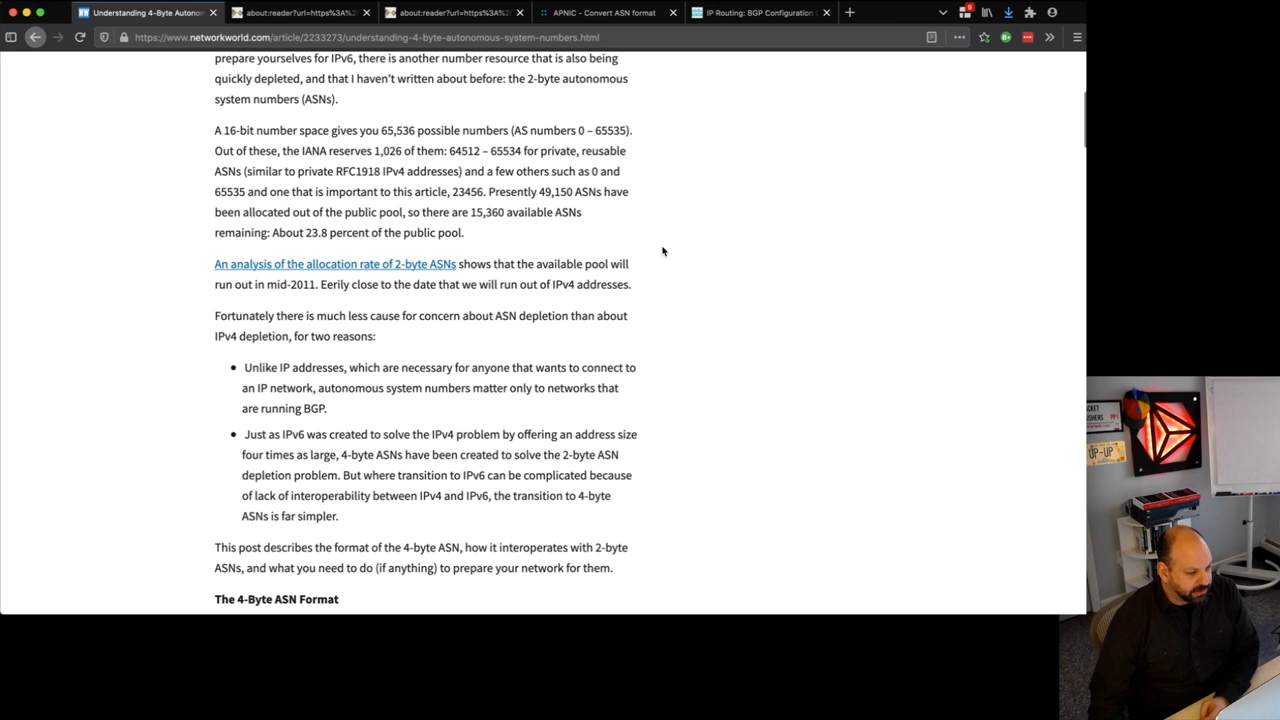 Understanding 4-Byte Autonom
about:reader?url=https%3A%2
about:reader?url=https%3A%2
APNIC - Convert ASN format
IP Routing: BGP Configuration
https://www.networkworld.com/article/2233273/understanding-4-byte-autonomous-system-numbers.html
prepare yourselves for IPv6, there is another number resource that is also being
quickly depleted, and that I haven't written about before: the 2-byte autonomous
system numbers (ASNs).
A 16-bit number space gives you 65,536 possible numbers (AS numbers 0 – 65535).
Out of these, the IANA reserves 1,026 of them: 64512 – 65534 for private, reusable
ASNs (similar to private RFC1918 IPv4 addresses) and a few others such as 0 and
65535 and one that is important to this article, 23456. Presently 49,150 ASNs have
been allocated out of the public pool, so there are 15,360 available ASNs
remaining: About 23.8 percent of the public pool.
An analysis of the allocation rate of 2-byte ASNs shows that the available pool will
run out in mid-2011. Eerily close to the date that we will run out of IPv4 addresses.
Fortunately there is much less cause for concern about ASN depletion than about
IPv4 depletion, for two reasons:
• Unlike IP addresses, which are necessary for anyone that wants to connect to
an IP network, autonomous system numbers matter only to networks that
are running BGP.
• Just as IPv6 was created to solve the IPv4 problem by offering an address size
four times as large, 4-byte ASNs have been created to solve the 2-byte ASN
depletion problem. But where transition to IPv6 can be complicated because
of lack of interoperability between IPv4 and IPv6, the transition to 4-byte
ASNs is far simpler.
This post describes the format of the 4-byte ASN, how it interoperates with 2-byte
ASNs, and what you need to do (if anything) to prepare your network for them.
The 4-Byte ASN Format
UP-UP